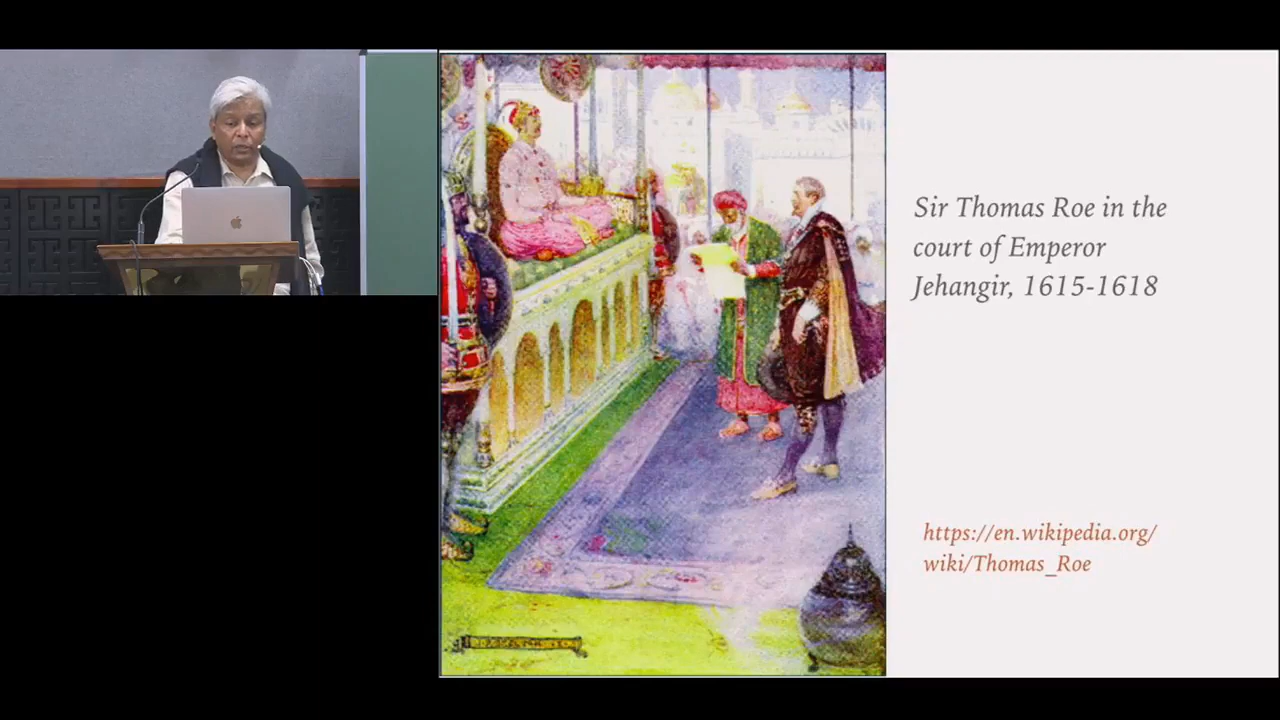 Sir Thomas Roe in the
court of Emperor
Jehangir, 1615-1618
https://en.wikipedia.org/
wiki/Thomas_Roe